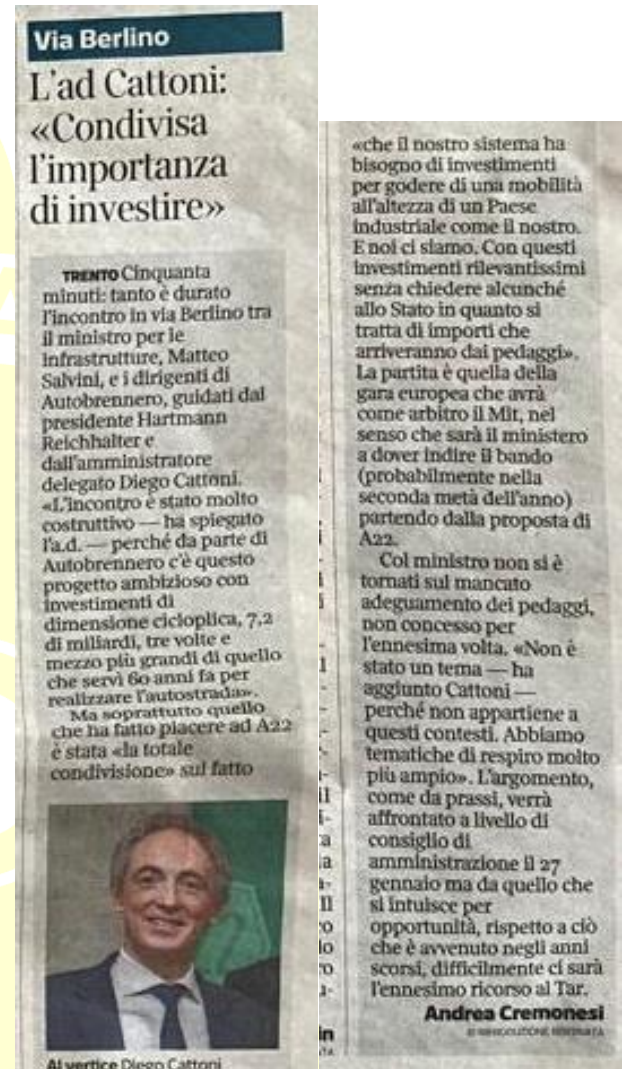 Via Berlino
L'ad Cattoni:
«Condivisa
l'importanza
di investire»
TRENTO Cinquanta
minuti: tanto è durato
l'incontro in via Berlino tra
il ministro per le
Infrastrutture, Matteo
Salvini, e i dirigenti di
Autobrennero, guidati dal
presidente Hartmann
Reichhalter e
dall'amministratore
delegato Diego Cattoni.
«L'incontro è stato molto
costruttivo — ha spiegato
l'a.d. — perché da parte di
Autobrennero c'è questo
progetto ambizioso con
investimenti di
dimensione cicloplica, 7,2
di miliardi, tre volte e
mezzo più grandi di quello
che servì 60 anni fa per
realizzare l'autostrada».
Ma soprattutto quello
che ha fatto piacere ad A22
è stata «la totale
condivisione» sul fatto
Al vertice Diego Cattoni
«che il nostro sistema ha
bisogno di investimenti
per godere di una mobilità
all'altezza di un Paese
industriale come il nostro.
E noi ci siamo. Con questi
investimenti rilevantissimi
senza chiedere alcunché
allo Stato in quanto si
tratta di importi che
arriveranno dai pedaggi».
La partita è quella della
gara europea che avrà
come arbitro il Mit, nel
senso che sarà il ministero
a dover indire il bando
(probabilmente nella
seconda metà dell'anno)
partendo dalla proposta di
A22.
Col ministro non si è
tornati sul mancato
adeguamento dei pedaggi,
non concesso per
l'ennesima volta. «Non è
stato un tema — ha
aggiunto Cattoni —
perché non appartiene a
questi contesti. Abbiamo
tematiche di respiro molto
più ampio». L'argomento,
come da prassi, verrà
affrontato a livello di
consiglio di
amministrazione il 27
gennaio ma da quello che
si intuisce per
opportunità, rispetto a ciò
che è avvenuto negli anni
scorsi, difficilmente ci sarà
l'ennesimo ricorso al Tar.
Andrea Cremonesi
© RIPRODUZIONE RISERVATA